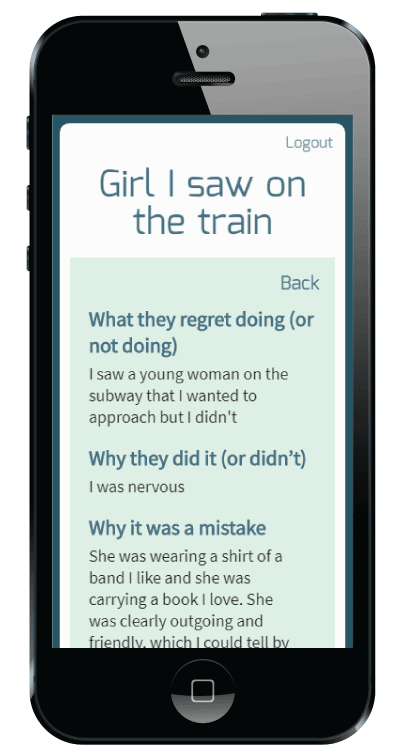 Logout
Girl I saw on
the train
Back
What they regret doing (or
not doing)
I saw a young woman on the
subway that I wanted to
approach but I didn't
Why they did it (or didn’t)
I was nervous
Why it was a mistake
She was wearing a shirt of a
band I like and she was
carrying a book I love. She
was clearly outgoing and
friendly, which I could tell by